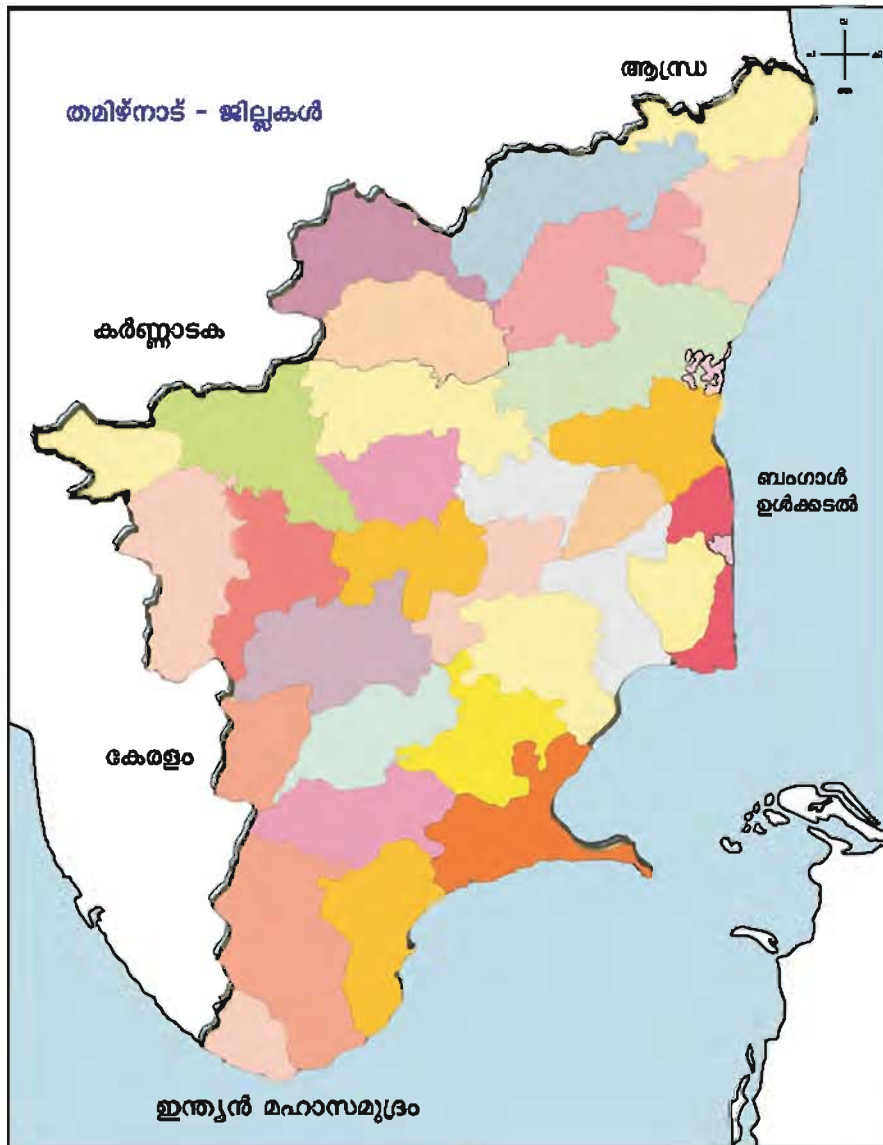 ആന്ധ്ര
തമിഴ്നാട് - ജില്ലകൾ
കർണ്ണാടക
ബംഗാൾ
ഉൾക്കടൽ
കേരളം
ഇന്ത്യൻ മഹാസമുദ്രം